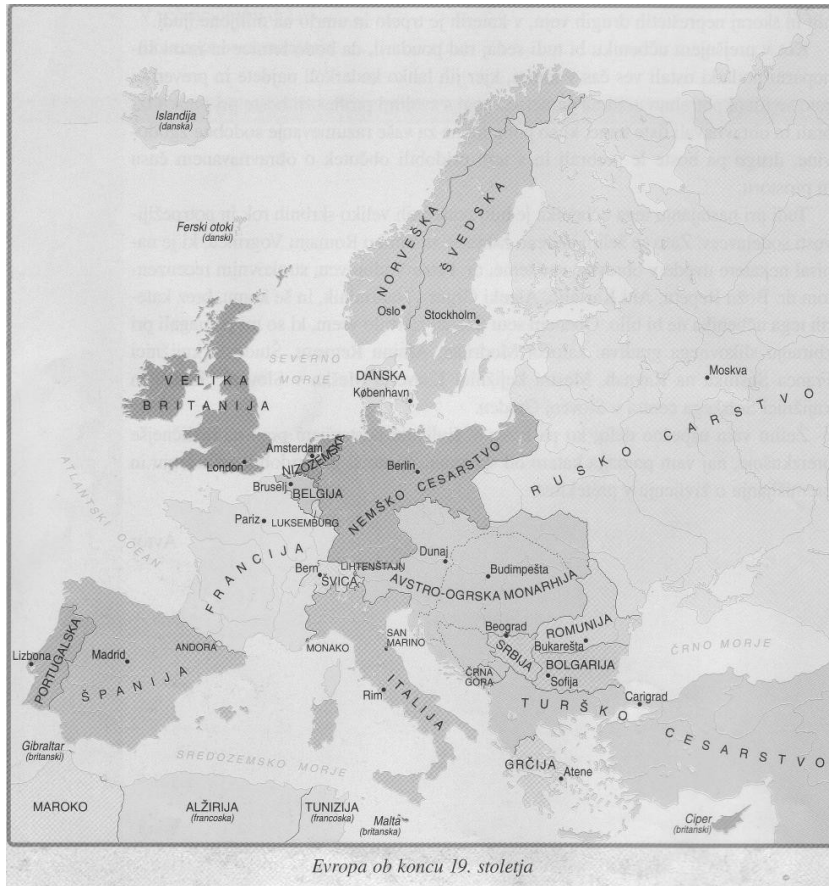 Islandija
(danska)
Ferski otoki
(danski)
NORVEŠKA
ŠVEDSKA
Oslo
Stockholm
SEVERNO
MORJE
DANSKA
København
Moskva
VELIKA
BRITANIJA
RUSKO CARSTVO
London
Amsterdam
NIZOZEMSKA
Berlin
NEMŠKO CESARSTVO
Bruselj
BELGIJA
ATLANTSKI OCEAN
Pariz
LUKSEMBURG
FRANCIJA
Dunaj
Bern
LIHTENŠTAJN
ŠVICA
Budimpešta
AVSTRO-OGRSKA MONARHIJA
Beograd
ROMUNIJA
Bukarešta
SRBIJA
BOLGARIJA
Sofija
ČRNO MORJE
PORTUGALSKA
Lizbona
Madrid
ŠPANIJA
ANDORA
MONAKO
SAN
MARINO
Rim
ITALIJA
ČRNA
GORA
Carigrad
TURŠKO
CESARSTVO
GRČIJA
Atene
Gibraltar
(britanski)
SREDOZEMSKO MORJE
MAROKO
ALŽIRIJA
(francoska)
TUNIZIJA
(francoska)
Malta
(britanska)
Ciper
(britanski)
Evropa ob koncu 19. stoletja